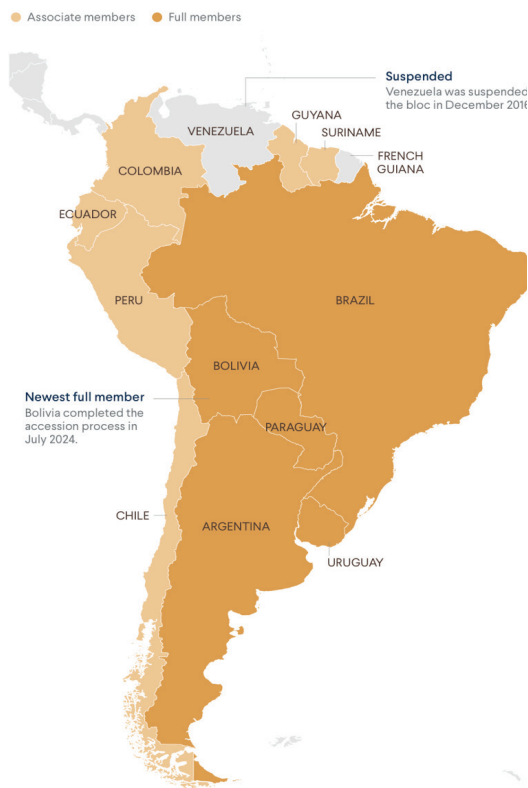 Associate members
Full members
Suspended
Venezuela was suspended
the bloc in December 2016
GUYANA
SURINAME
VENEZUELA
FRENCH
GUIANA
COLOMBIA
ECUADOR
PERU
BRAZIL
BOLIVIA
Newest full member
Bolivia completed the
accession process in
July 2024.
PARAGUAY
CHILE
ARGENTINA
URUGUAY